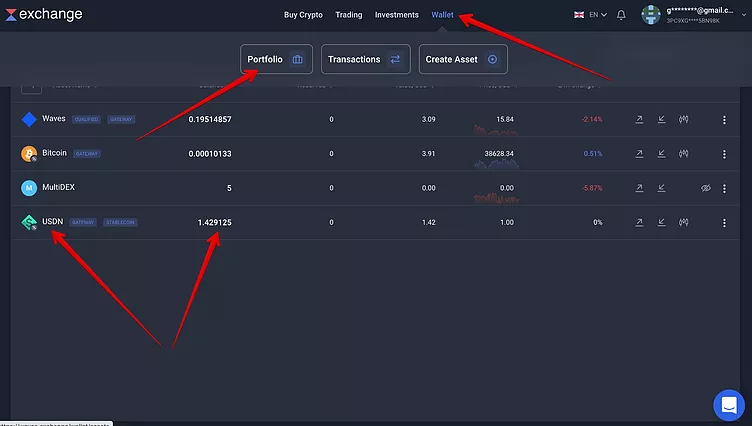 exchange Buy Crypto Trading Investments Wallet EN g********@gmail.c...
3PC9XG****5BN98K
Portfolio Transactions Create Asset
Waves QUALIFIED GATEWAY 0.19514857 0 3.09 15.84 -2.14%
Bitcoin GATEWAY 0.00010133 0 3.91 38628.34 0.51%
M MultiDEX 5 0 0.00 0.00 -5.87%
USDN GATEWAY STABLECOIN 1.429125 0 1.42 1.00 0%